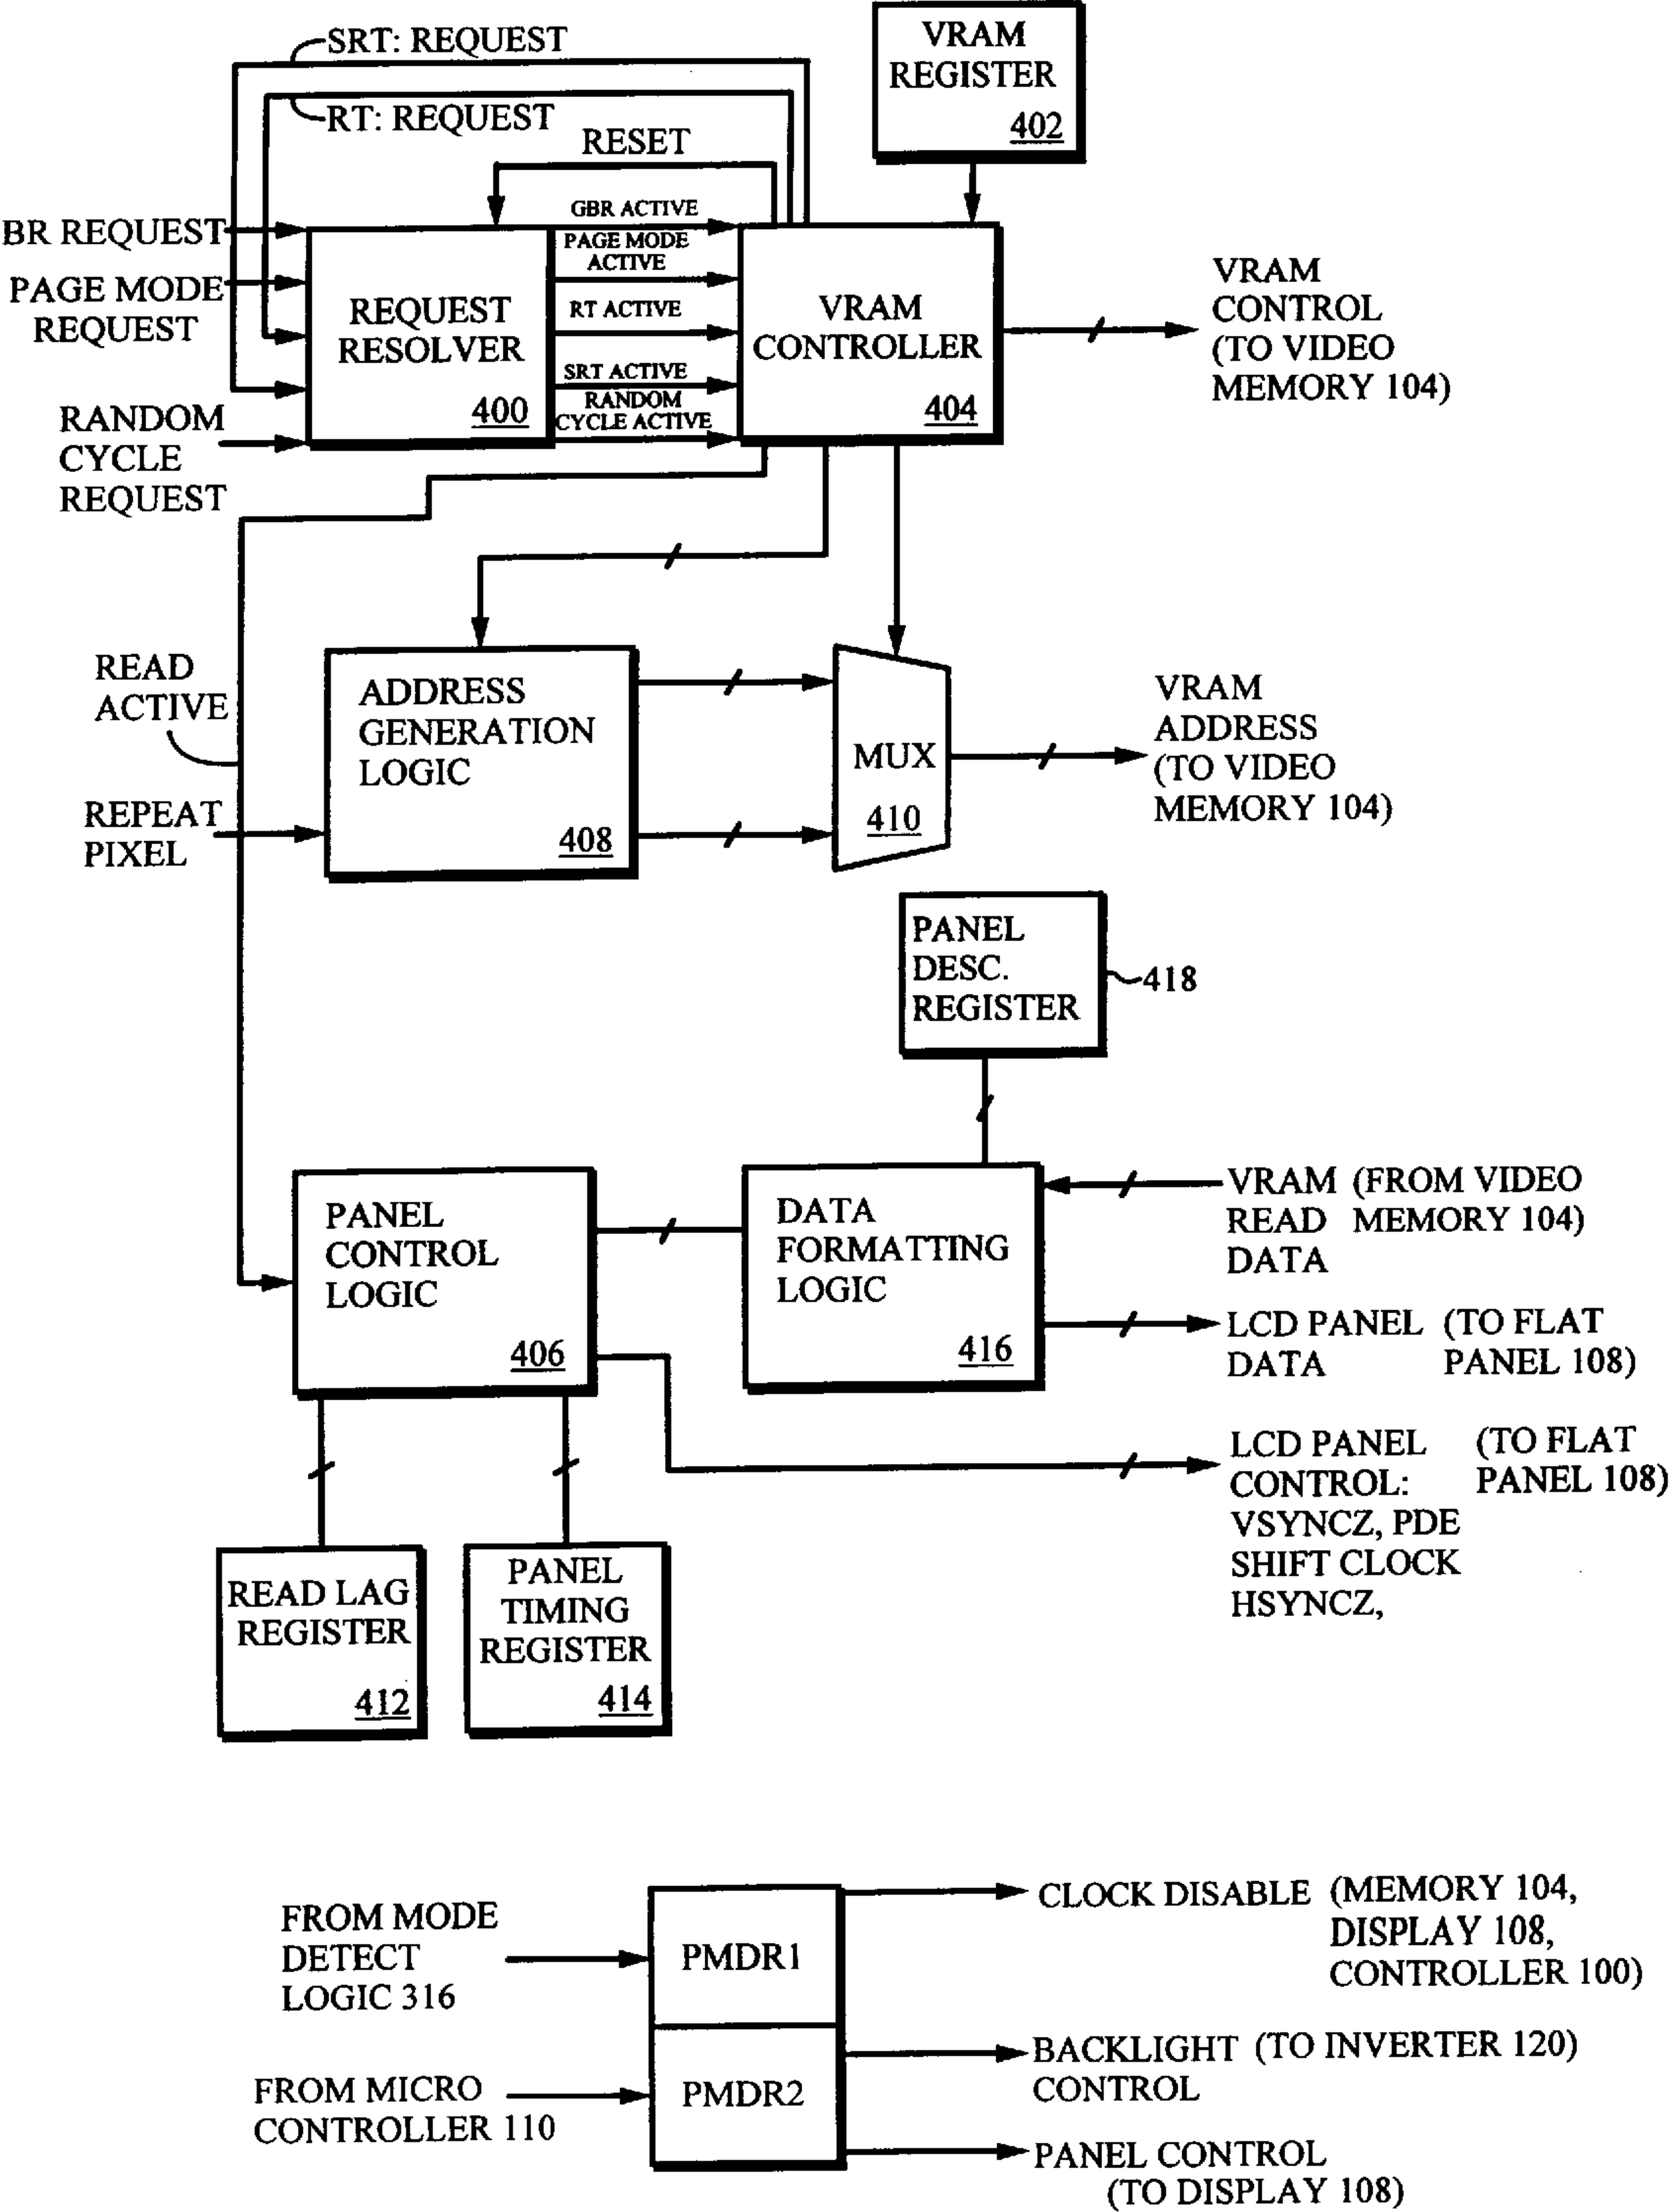 SRT: REQUEST
RT: REQUEST
RESET
VRAM
REGISTER
402
BR REQUEST
PAGE MODE
REQUEST
RANDOM
CYCLE
REQUEST
REQUEST
RESOLVER
400
GBR ACTIVE
PAGE MODE
ACTIVE
RT ACTIVE
SRT ACTIVE
RANDOM
CYCLE ACTIVE
VRAM
CONTROLLER
404
VRAM
CONTROL
(TO VIDEO
MEMORY 104)
READ
ACTIVE
REPEAT
PIXEL
ADDRESS
GENERATION
LOGIC
408
MUX
410
VRAM
ADDRESS
(TO VIDEO
MEMORY 104)
PANEL
DESC.
REGISTER
418
PANEL
CONTROL
LOGIC
406
DATA
FORMATTING
LOGIC
416
VRAM (FROM VIDEO
READ MEMORY 104)
DATA
LCD PANEL (TO FLAT
DATA PANEL 108)
LCD PANEL (TO FLAT
CONTROL: PANEL 108)
VSYNCZ, PDE
SHIFT CLOCK
HSYNCZ,
READ LAG
REGISTER
412
PANEL
TIMING
REGISTER
414
FROM MODE
DETECT
LOGIC 316
FROM MICRO
CONTROLLER 110
PMDR1
PMDR2
CLOCK DISABLE (MEMORY 104,
DISPLAY 108,
CONTROLLER 100)
BACKLIGHT (TO INVERTER 120)
CONTROL
PANEL CONTROL
(TO DISPLAY 108)